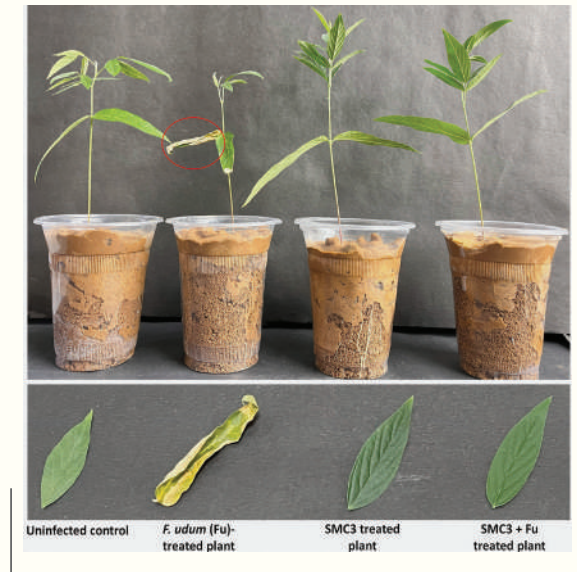 Uninfected control
F. udum (Fu)-
treated plant
SMC3 treated
plant
SMC3 + Fu
treated plant